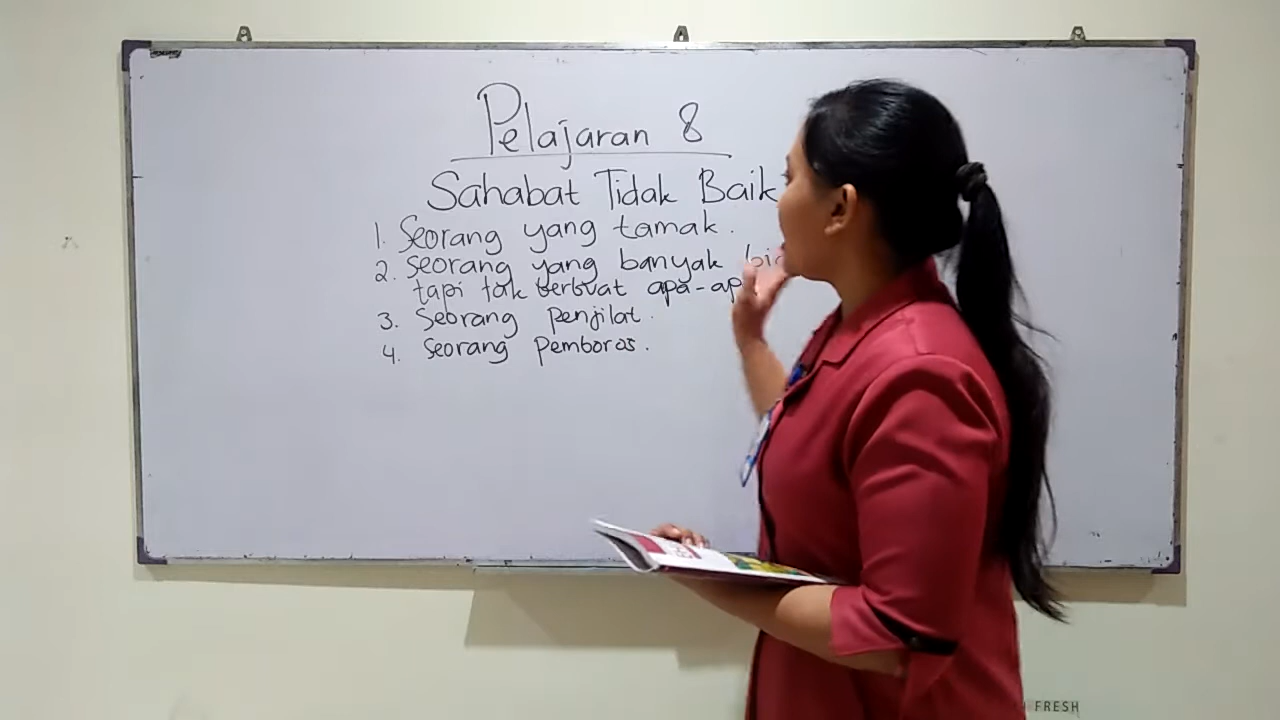 Pelajaran 8
Sahabat Tidak Baik
1. Seorang yang tamak.
2. Seorang yang banyak
tapi tak berbuat
3. Seorang penjilat.
4. Seorang pemboros.
FRESH